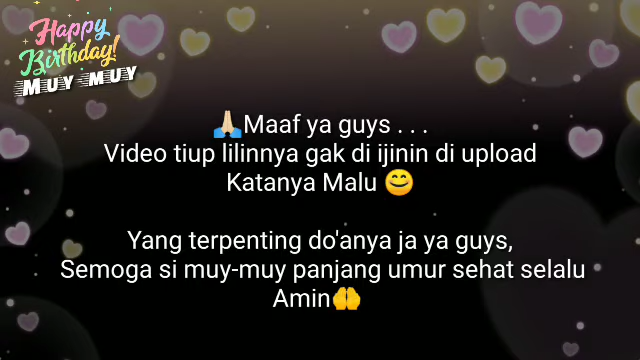 Happy
Birthday!
MUY MUY
🙏🏻Maaf ya guys . . .
Video tiup lilinnya gak di ijinin di upload
Katanya Malu 😊
Yang terpenting do'anya ja ya guys,
Semoga si muy-muy panjang umur sehat selalu
Amin🤲